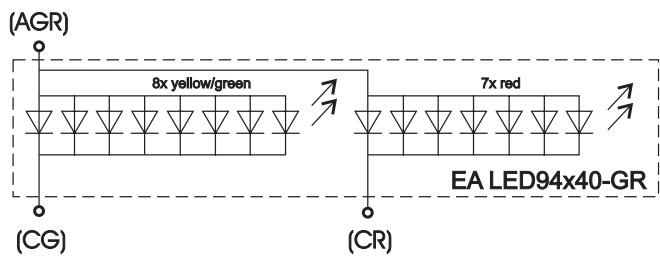 (AGR)
8x yellow/green
7x red
EA LED94x40-GR
(CG)
(CR)